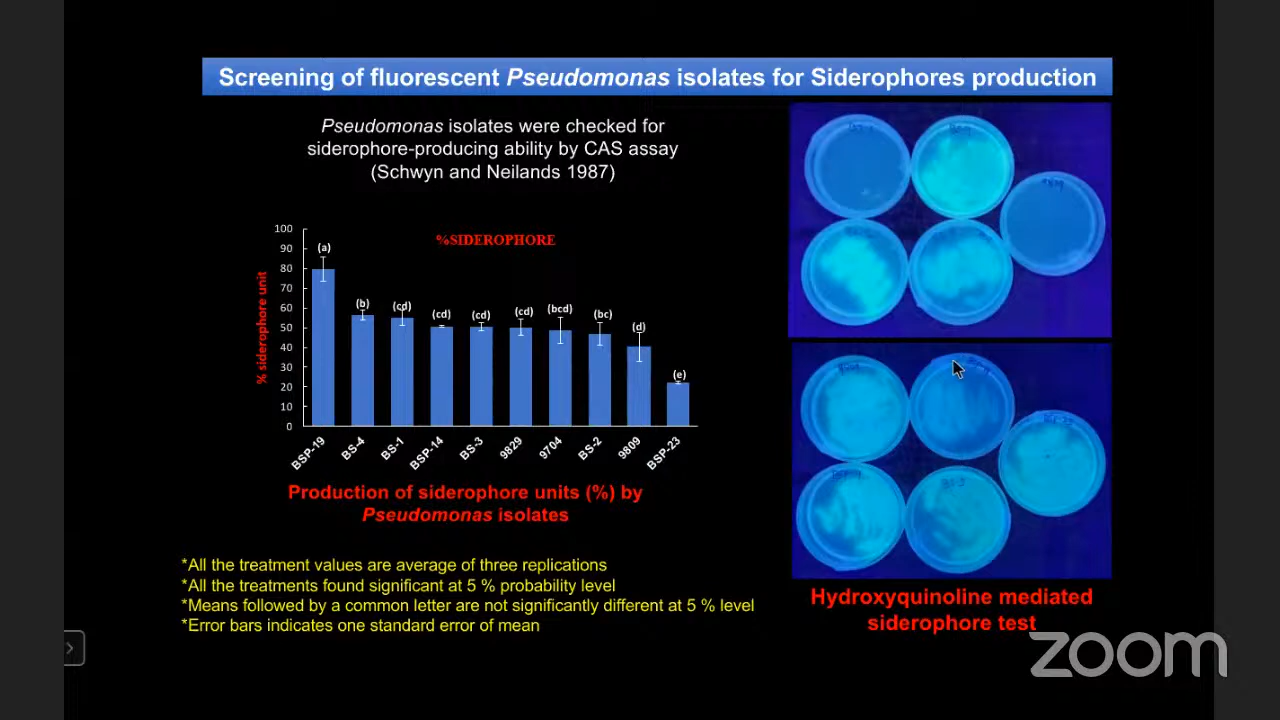 Screening of fluorescent Pseudomonas isolates for Siderophores production
Pseudomonas isolates were checked for
siderophore-producing ability by CAS assay
(Schwyn and Neilands 1987)
%SIDEROPHORE
% siderophore unit
100
90
80
70
60
50
40
30
20
10
0
(a)
(b)
(cd)
(cd)
(cd)
(cd)
(bcd)
(bc)
(d)
(e)
BSP-19
BS-4
BS-1
BSP-14
BS-3
9829
9704
BS-2
9809
BSP-23
Production of siderophore units (%) by
Pseudomonas isolates
*All the treatment values are average of three replications
*All the treatments found significant at 5 % probability level
*Means followed by a common letter are not significantly different at 5 % level
*Error bars indicates one standard error of mean
Hydroxyquinoline mediated
siderophore test
zoom